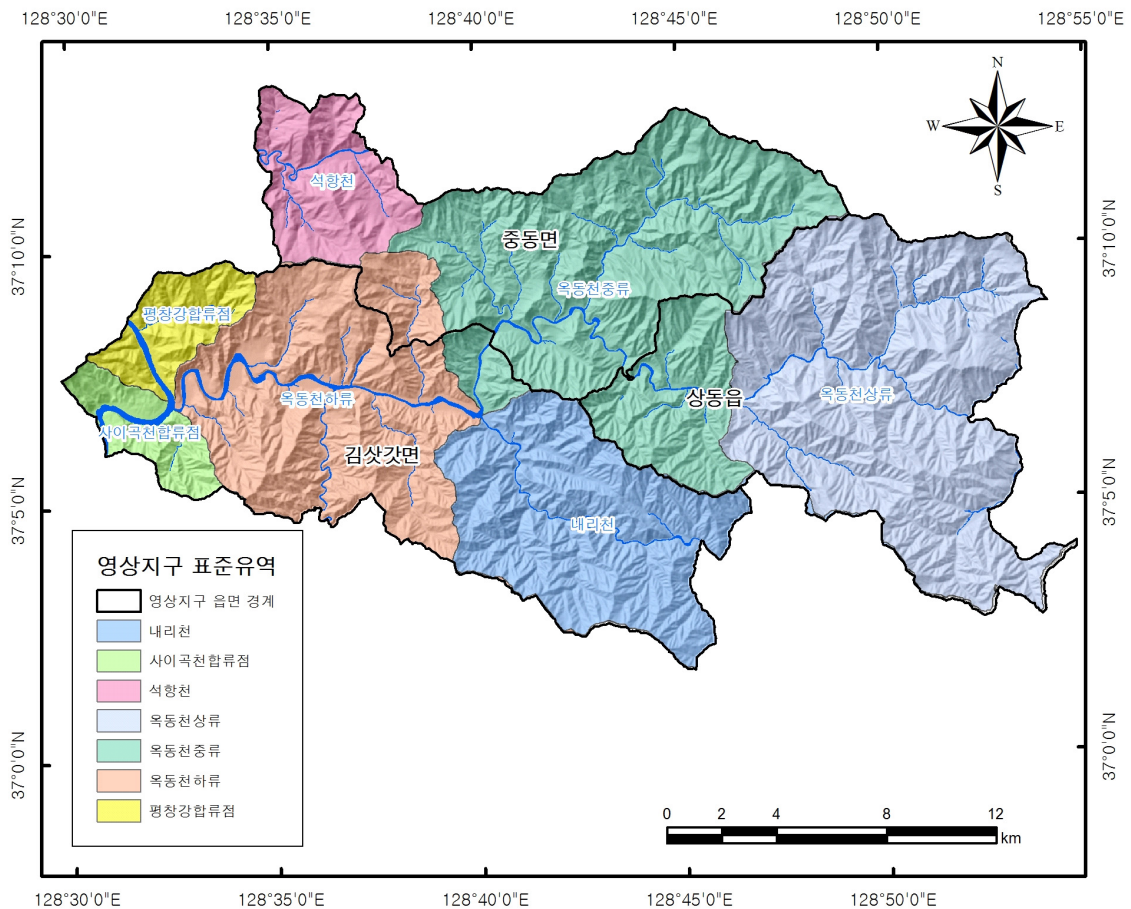 128°30'0"E 128°35'0"E 128°40'0"E 128°45'0"E 128°50'0"E 128°55'0"E
N
W E
S
석항천
37°10'0"N
중동면
37°10'0"N
옥동천중류
평창강합류점
옥동천하류
상동읍
옥동천상류
사이곡천합류점
김삿갓면
37°5'0"N
내리천
37°5'0"N
영상지구 표준유역
영상지구 읍면 경계
내리천
사이곡천합류점
석항천
옥동천상류
옥동천중류
옥동천하류
평창강합류점
37°0'0"N
37°0'0"N
0 2 4 8 12
km
128°30'0"E 128°35'0"E 128°40'0"E 128°45'0"E 128°50'0"E